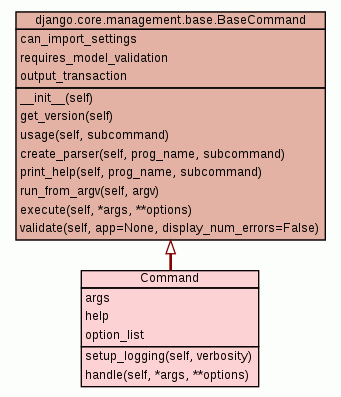 django.core.management.base.BaseCommand
can_import_settings
requires_model_validation
output_transaction
__init__(self)
get_version(self)
usage(self, subcommand)
create_parser(self, prog_name, subcommand)
print_help(self, prog_name, subcommand)
run_from_argv(self, argv)
execute(self, *args, **options)
validate(self, app=None, display_num_errors=False)
Command
args
help
option_list
setup_logging(self, verbosity)
handle(self, *args, **options)